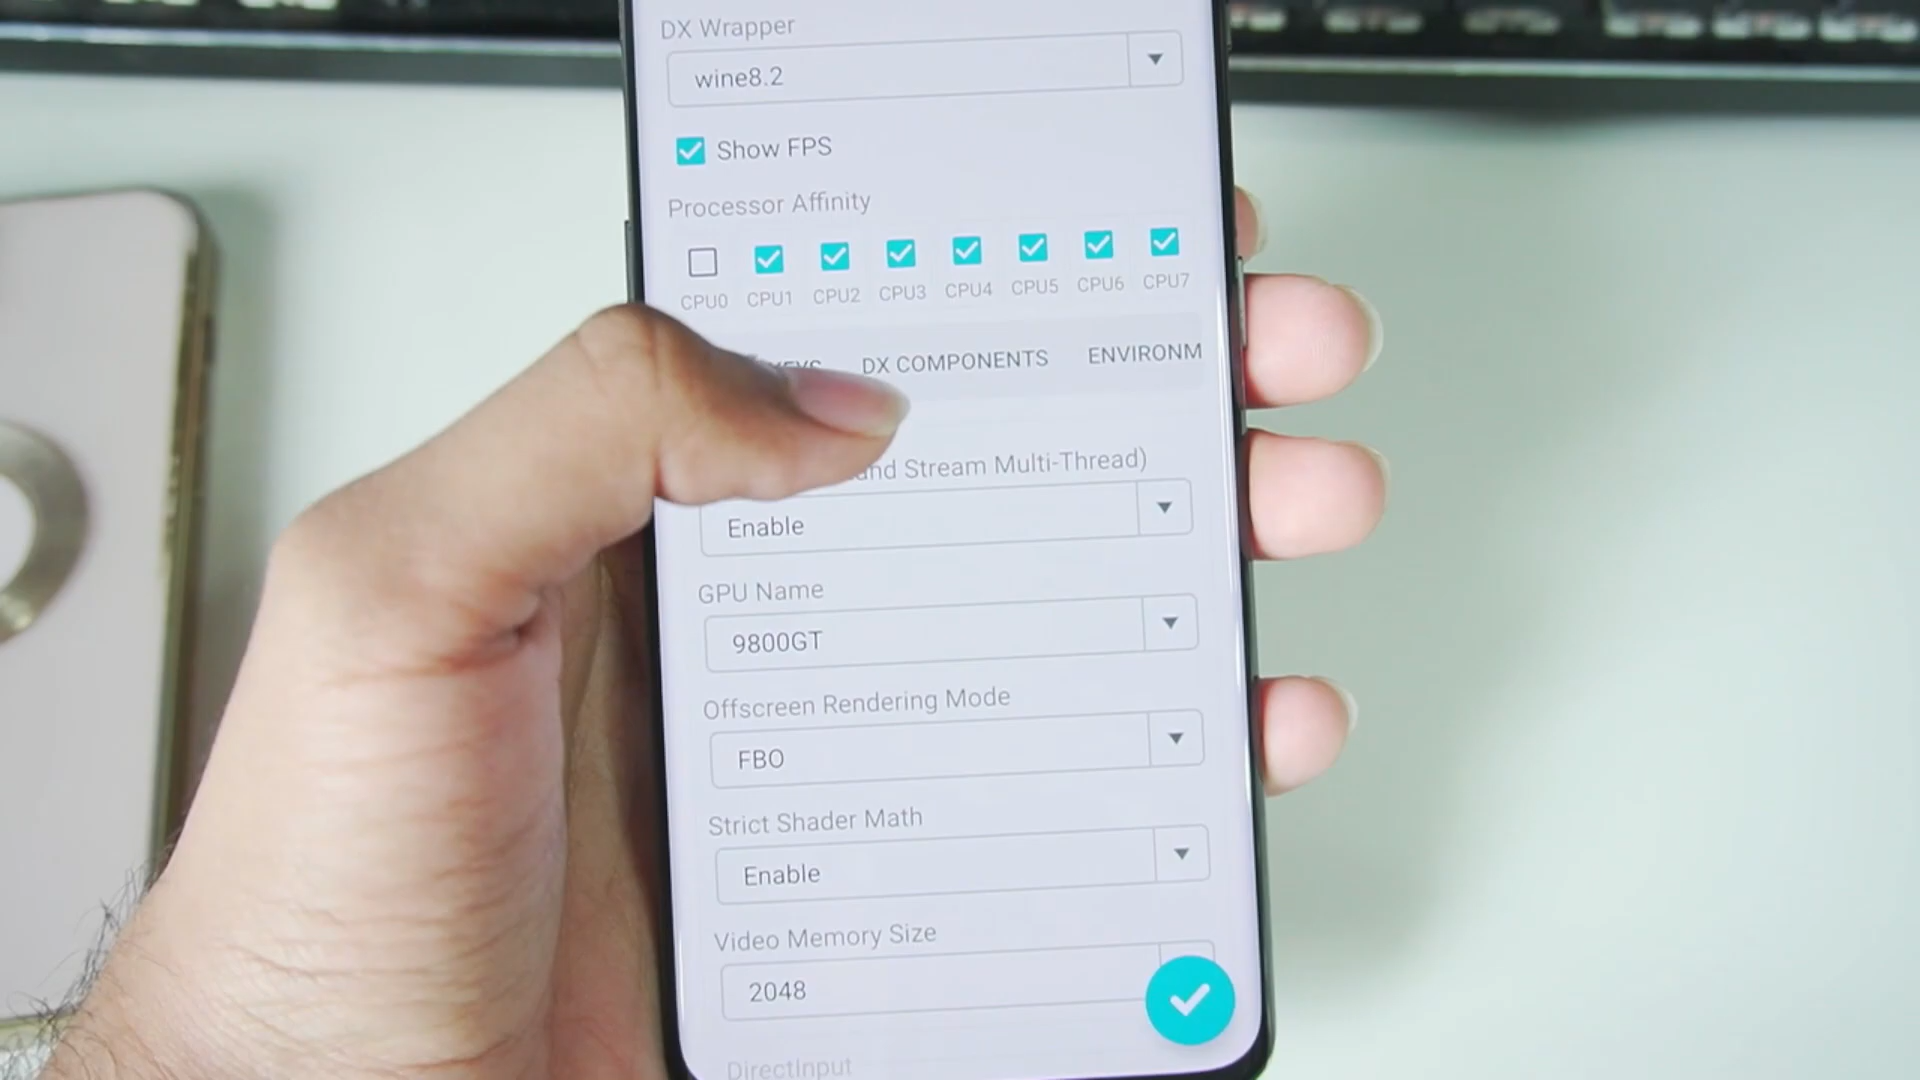 DX Wrapper
wine8.2
Show FPS
Processor Affinity
CPU0 CPU1 CPU2 CPU3 CPU4 CPU5 CPU6 CPU7
DX COMPONENTS ENVIRONM
Stream Multi-Thread)
Enable
GPU Name
9800GT
Offscreen Rendering Mode
FBO
Strict Shader Math
Enable
Video Memory Size
2048
DirectInput